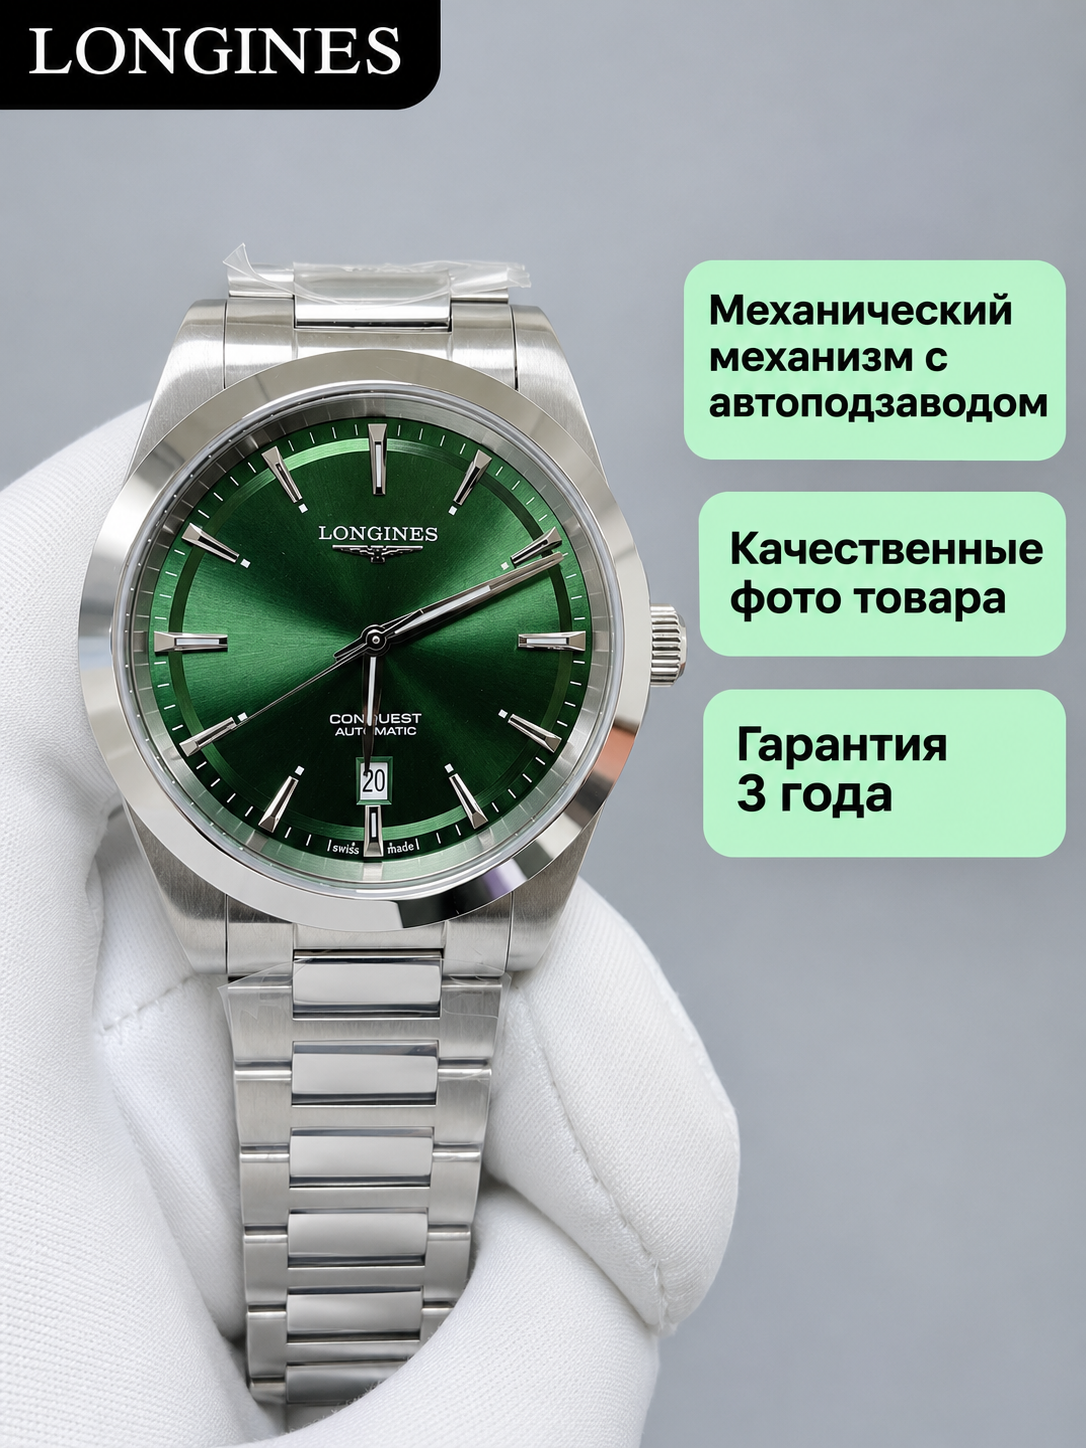 LONGINES
Механический
механизм с
автоподзаводом
Качественные
фото товара
Гарантия
3 года
LONGINES
CONQUEST
AUTOMATIC
20
swiss made